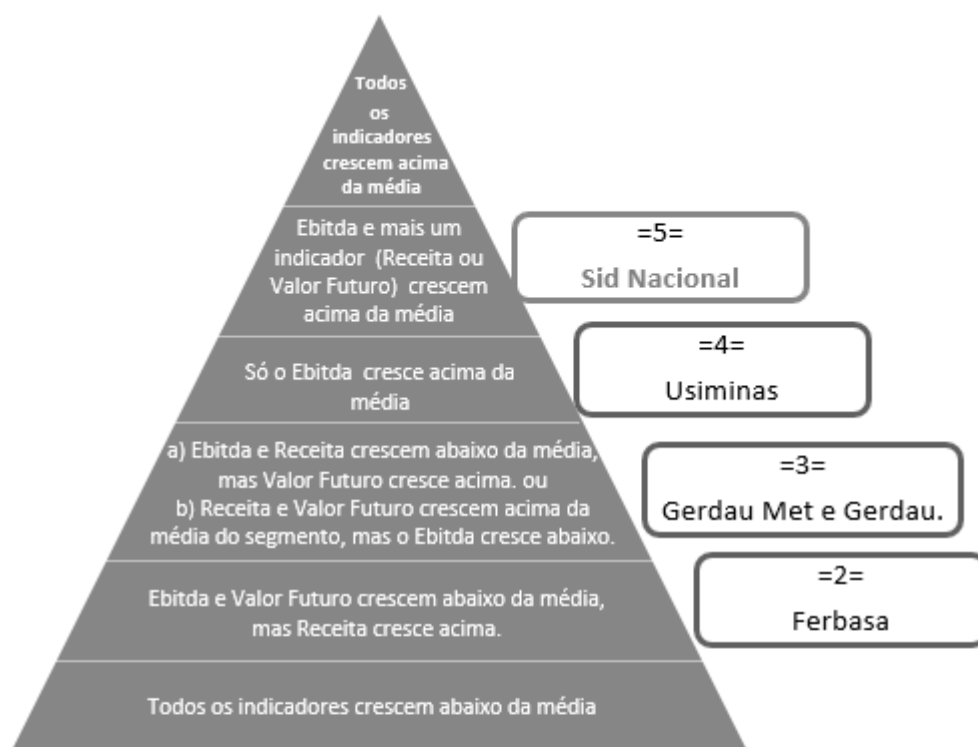 Todos
os
indicadores
crescem acima
da média
Ebitda e mais um
indicador (Receita ou
Valor Futuro) crescem
acima da média
=5=
Sid Nacional
Só o Ebitda cresce acima da
média
=4=
Usiminas
a) Ebitda e Receita crescem abaixo da média,
mas Valor Futuro cresce acima. ou
b) Receita e Valor Futuro crescem acima da
média do segmento, mas o Ebitda cresce abaixo.
=3=
Gerdau Met e Gerdau.
Ebitda e Valor Futuro crescem abaixo da média,
mas Receita cresce acima.
=2=
Ferbasa
Todos os indicadores crescem abaixo da média